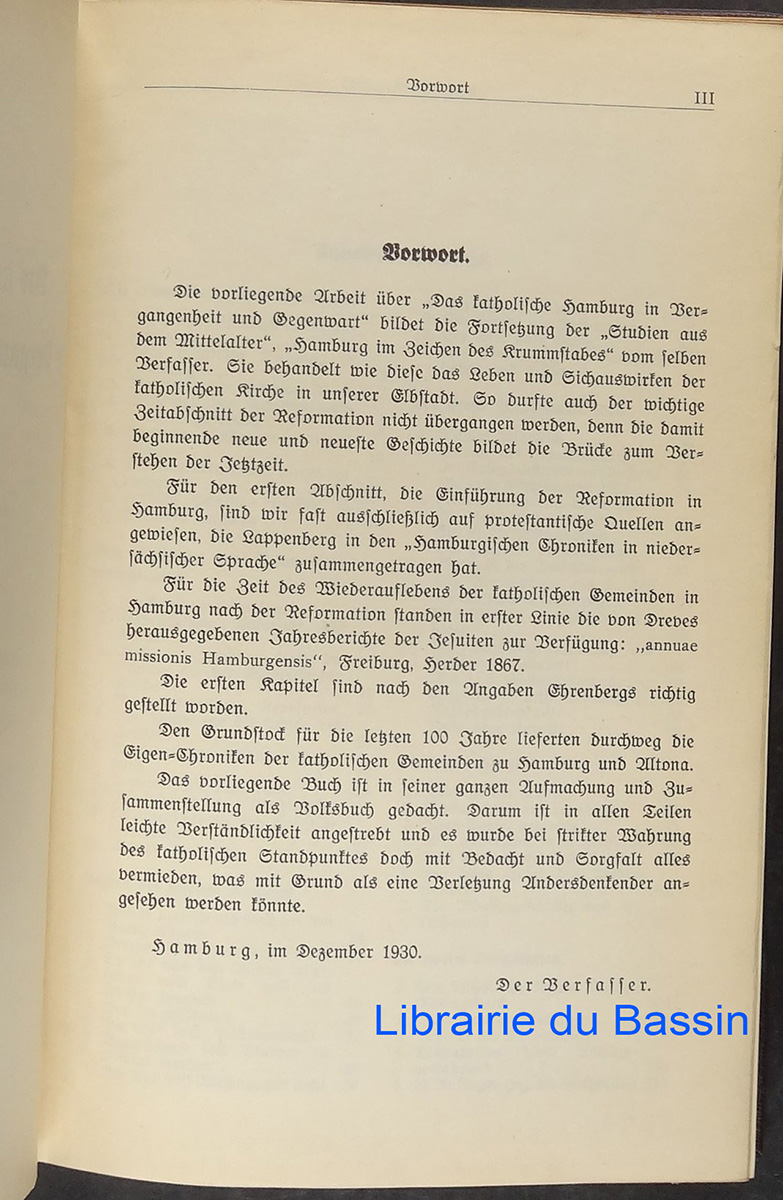 Vorwort
III
Vorwort.
Die vorliegende Arbeit über „Das katholische Hamburg in Ver=
gangenheit und Gegenwart“ bildet die Fortsetzung der „Studien aus
dem Mittelalter“, „Hamburg im Zeichen des Krummstabes“ vom selben
Verfasser. Sie behandelt wie diese das Leben und Sichauswirken der
katholischen Kirche in unserer Elbstadt. So durfte auch der wichtige
Zeitabschnitt der Reformation nicht übergangen werden, denn die damit
beginnende neue und neueste Geschichte bildet die Brücke zum Ver=
stehen der Jetztzeit.
Für den ersten Abschnitt, die Einführung der Reformation in
Hamburg, sind wir fast ausschließlich auf protestantische Quellen an=
gewiesen, die Lappenberg in den „Hamburgischen Chroniken in nieder=
sächsischer Sprache“ zusammengetragen hat.
Für die Zeit des Wiederauflebens der katholischen Gemeinden in
Hamburg nach der Reformation standen in erster Linie die von Dreves
herausgegebenen Jahresberichte der Jesuiten zur Verfügung: „annuae
missionis Hamburgensis“, Freiburg, Herder 1867.
Die ersten Kapitel sind nach den Angaben Ehrenbergs richtig
gestellt worden.
Den Grundstock für die letzten 100 Jahre lieferten durchweg die
Eigen=Chroniken der katholischen Gemeinden zu Hamburg und Altona.
Das vorliegende Buch ist in seiner ganzen Aufmachung und Zu=
sammenstellung als Volksbuch gedacht. Darum ist in allen Teilen
leichte Verständlichkeit angestrebt und es wurde bei strikter Wahrung
des katholischen Standpunktes doch mit Bedacht und Sorgfalt alles
vermieden, was mit Grund als eine Verletzung Andersdenkender an=
gesehen werden könnte.
Hamburg, im Dezember 1930.
Der Verfasser.
Librairie du Bassin